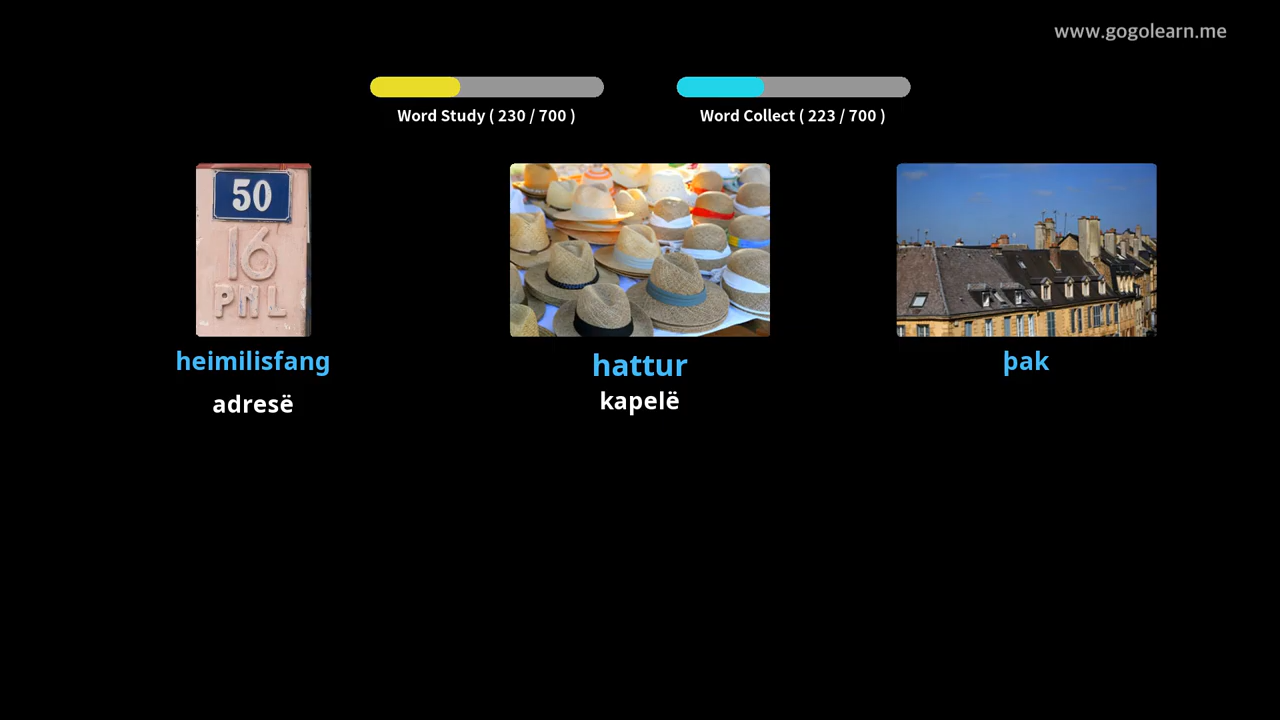 www.gogolearn.me
Word Study ( 230 / 700 )
Word Collect ( 223 / 700 )
50
16
PNL
heimilisfang
hattur
þak
adresë
kapelë